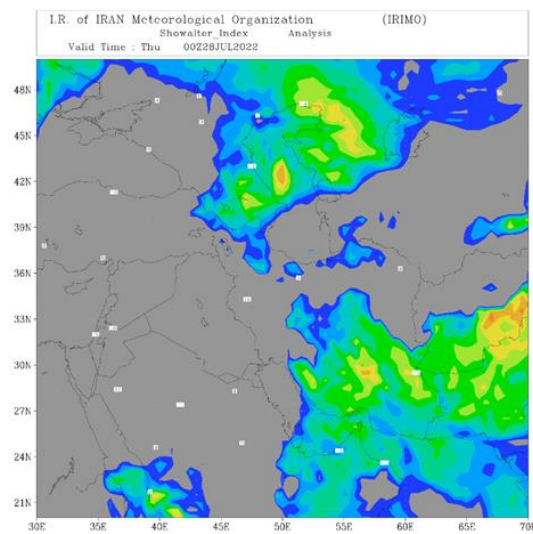 I.R. of IRAN Meteorological Organization (IRIMO)
Showalter_Index Analysis
Valid Time : Thu 00Z28JUL2022
48N
45N
42N
39N
36N
33N
30N
27N
24N
21N
30E 35E 40E 45E 50E 55E 60E 65E 70E